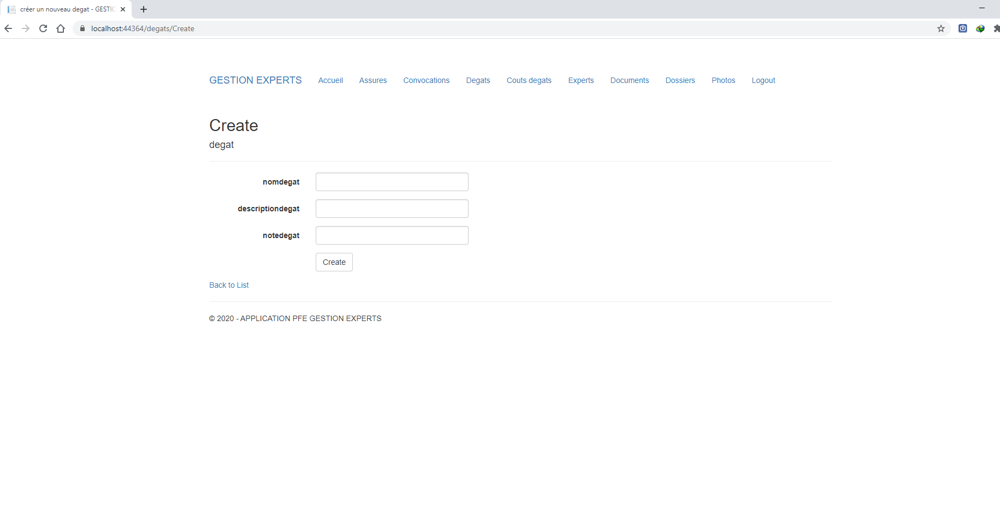 créer un nouveau degat - GESTIC
localhost:44364/degats/Create
GESTION EXPERTS Accueil Assures Convocations Degats Couts degats Experts Documents Dossiers Photos Logout
Create
degat
nomdegat
descriptiondegat
notedegat
Create
Back to List
© 2020 - APPLICATION PFE GESTION EXPERTS